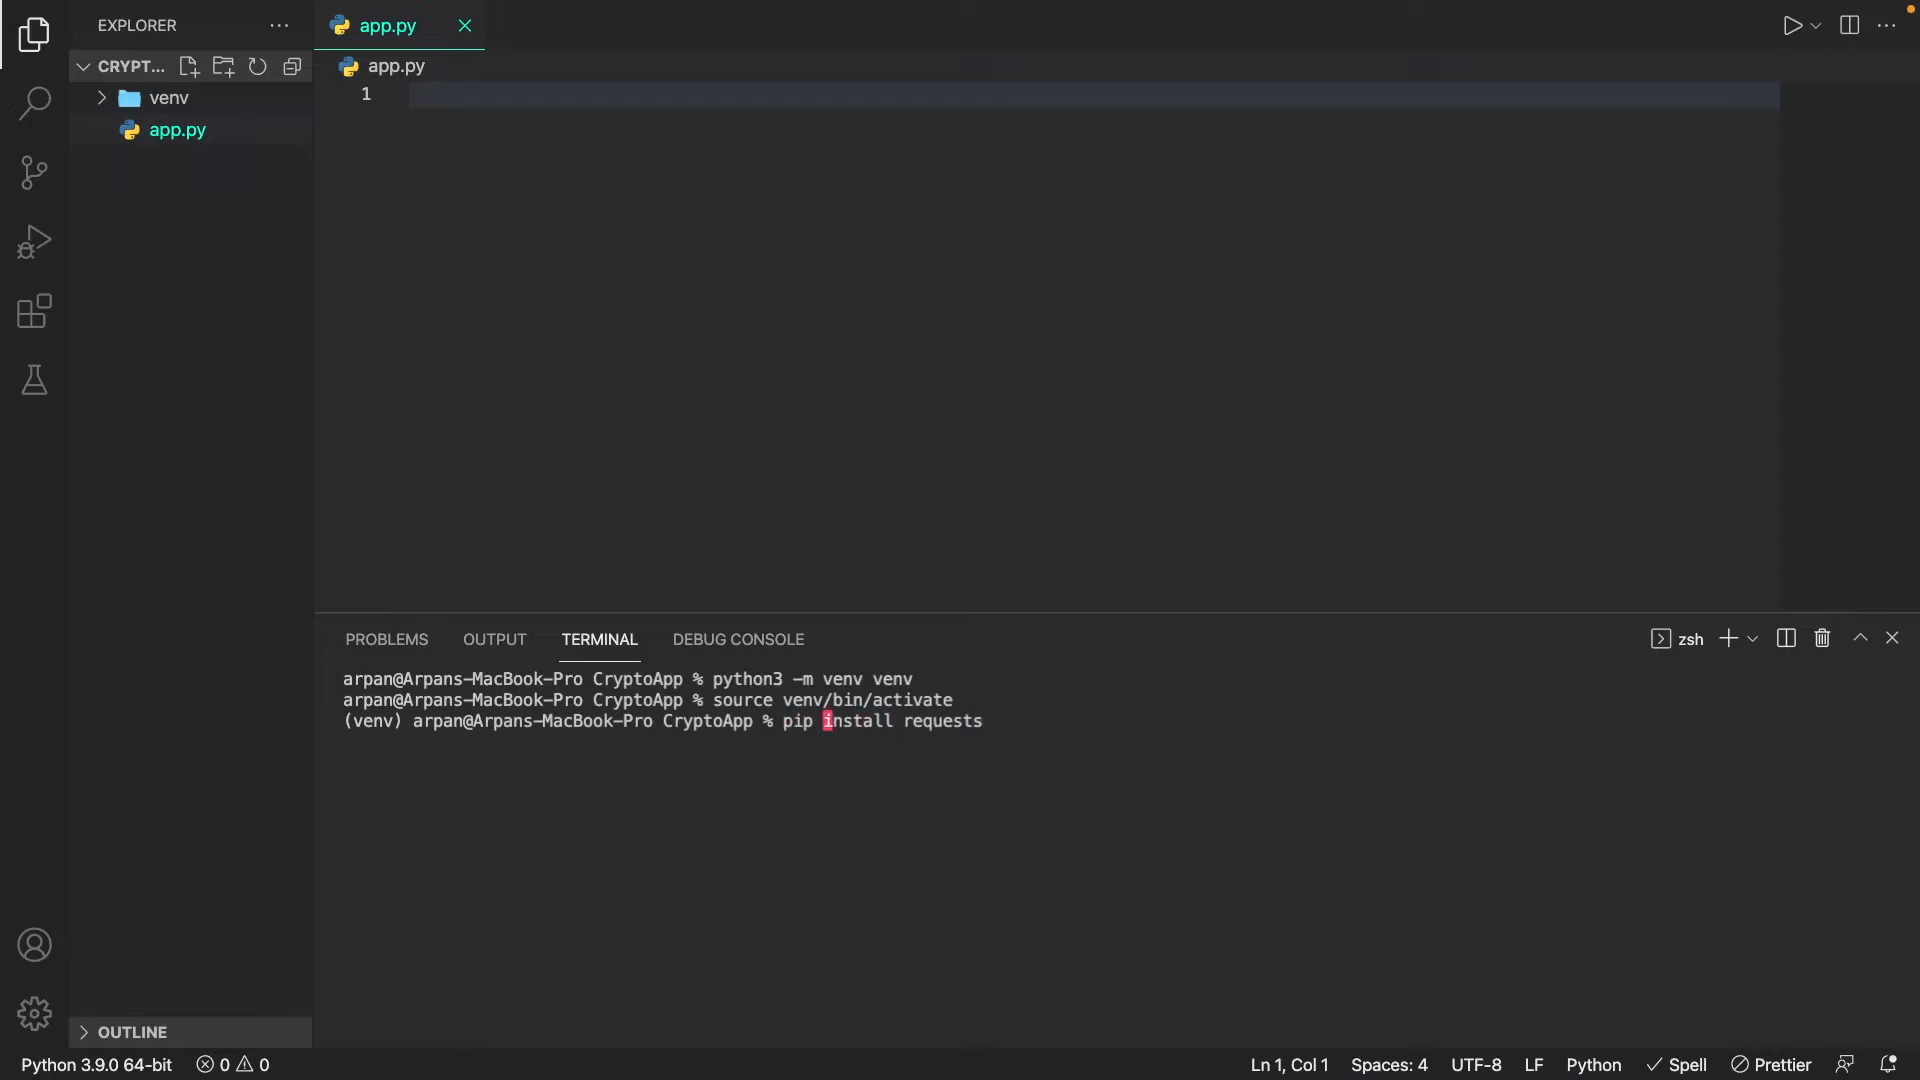 EXPLORER
CRYPT...
venv
app.py
app.py
app.py
1
PROBLEMS OUTPUT TERMINAL DEBUG CONSOLE
zsh
arpan@Arpans-MacBook-Pro CryptoApp % python3 -m venv venv
arpan@Arpans-MacBook-Pro CryptoApp % source venv/bin/activate
(venv) arpan@Arpans-MacBook-Pro CryptoApp % pip install requests
OUTLINE
Python 3.9.0 64-bit 0 0 Ln 1, Col 1 Spaces: 4 UTF-8 LF Python Spell Prettier